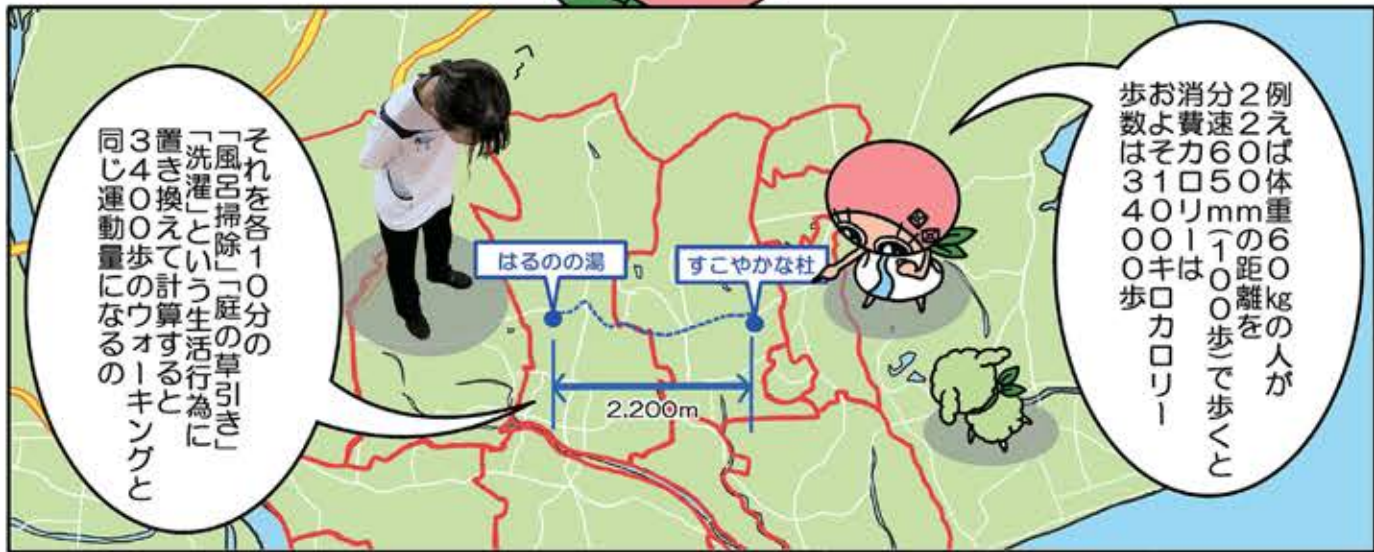 例えば体重60kgの人が
2200mの距離を
分速65m(100歩)で歩くと
消費カロリーは
およそ100キロカロリー
歩数は3400歩
すこやかな杜
はるのの湯
2,200m
それを各10分の
「風呂掃除」「庭の草引き」
「洗濯」という生活行為に
置き換えて計算すると
3400歩のウォーキングと
同じ運動量になるの